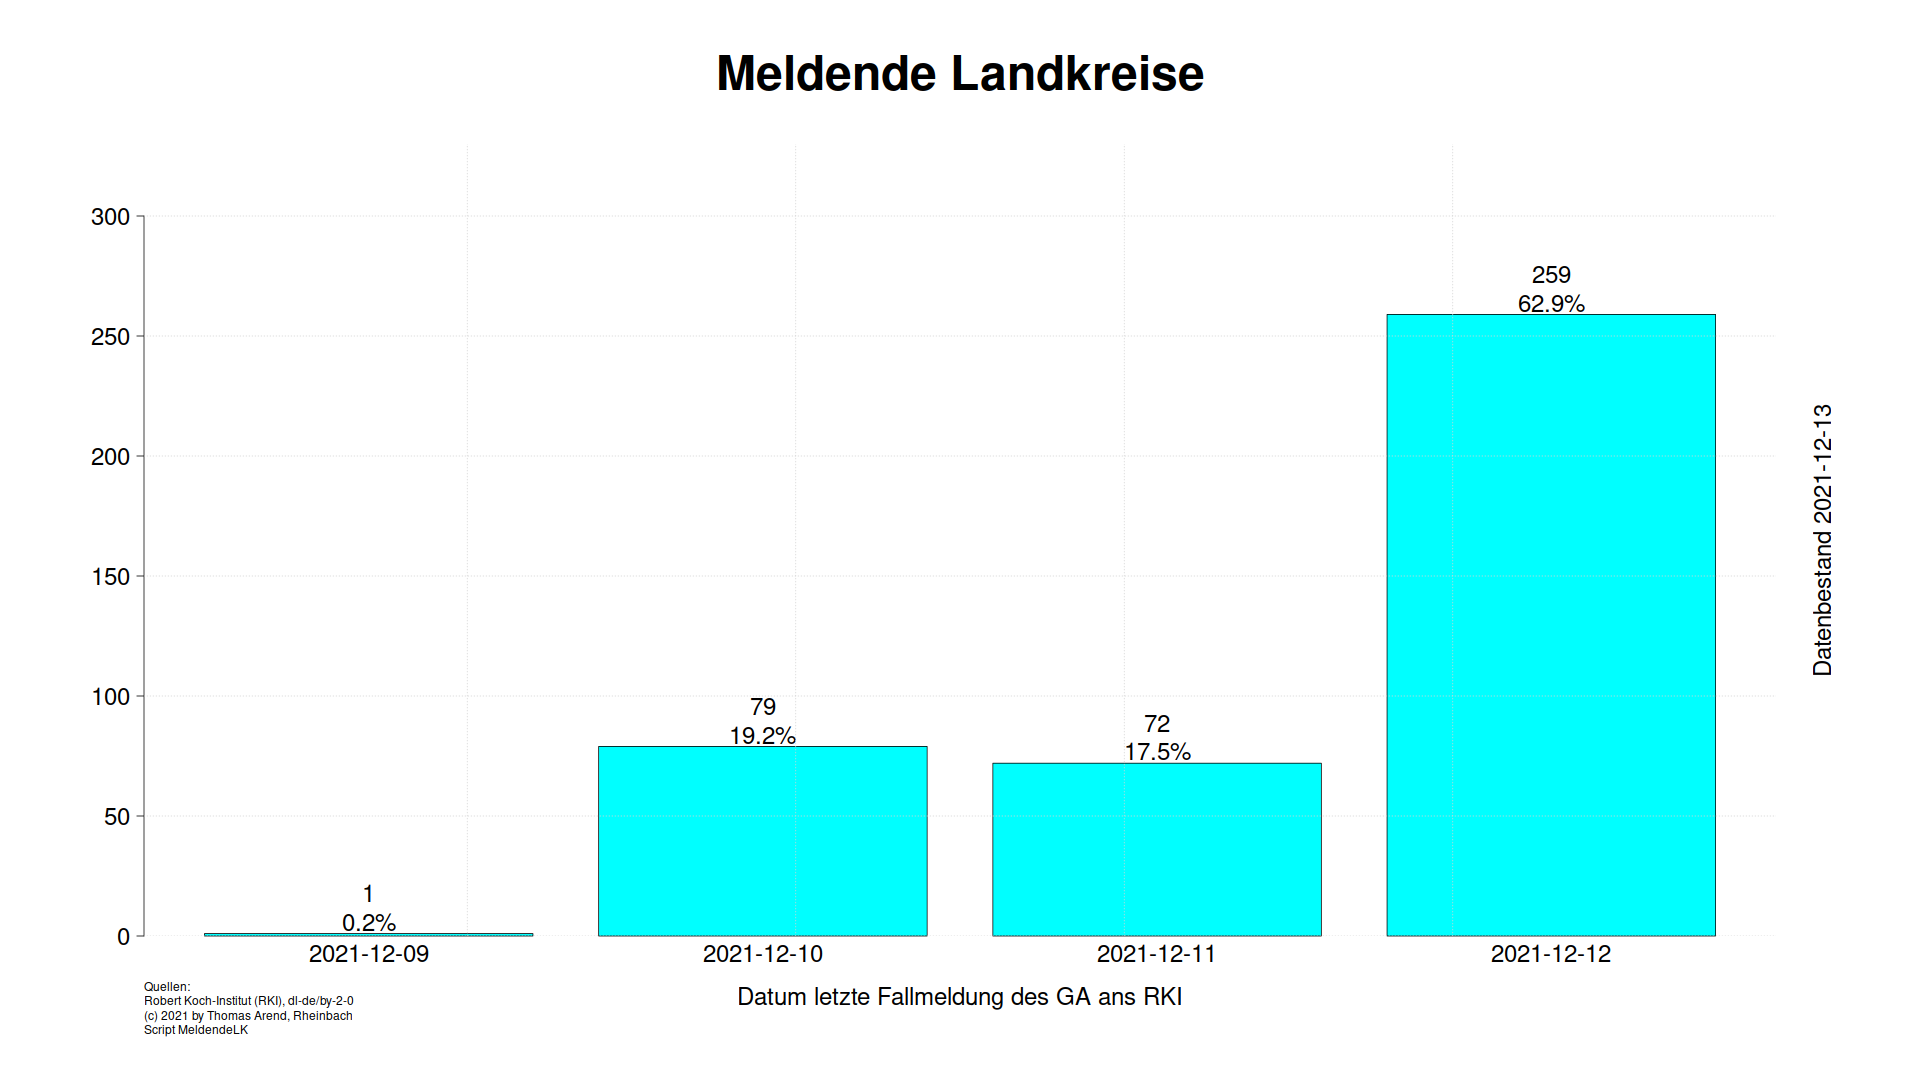 Meldende Landkreise
300
250
200
150
100
50
0
1
0.2%
79
19.2%
72
17.5%
259
62.9%
2021-12-09
2021-12-10
2021-12-11
2021-12-12
Datum letzte Fallmeldung des GA ans RKI
Datenbestand 2021-12-13
Quellen:
Robert Koch-Institut (RKI), dl-de/by-2-0
(c) 2021 by Thomas Arend, Rheinbach
Script MeldendeLK